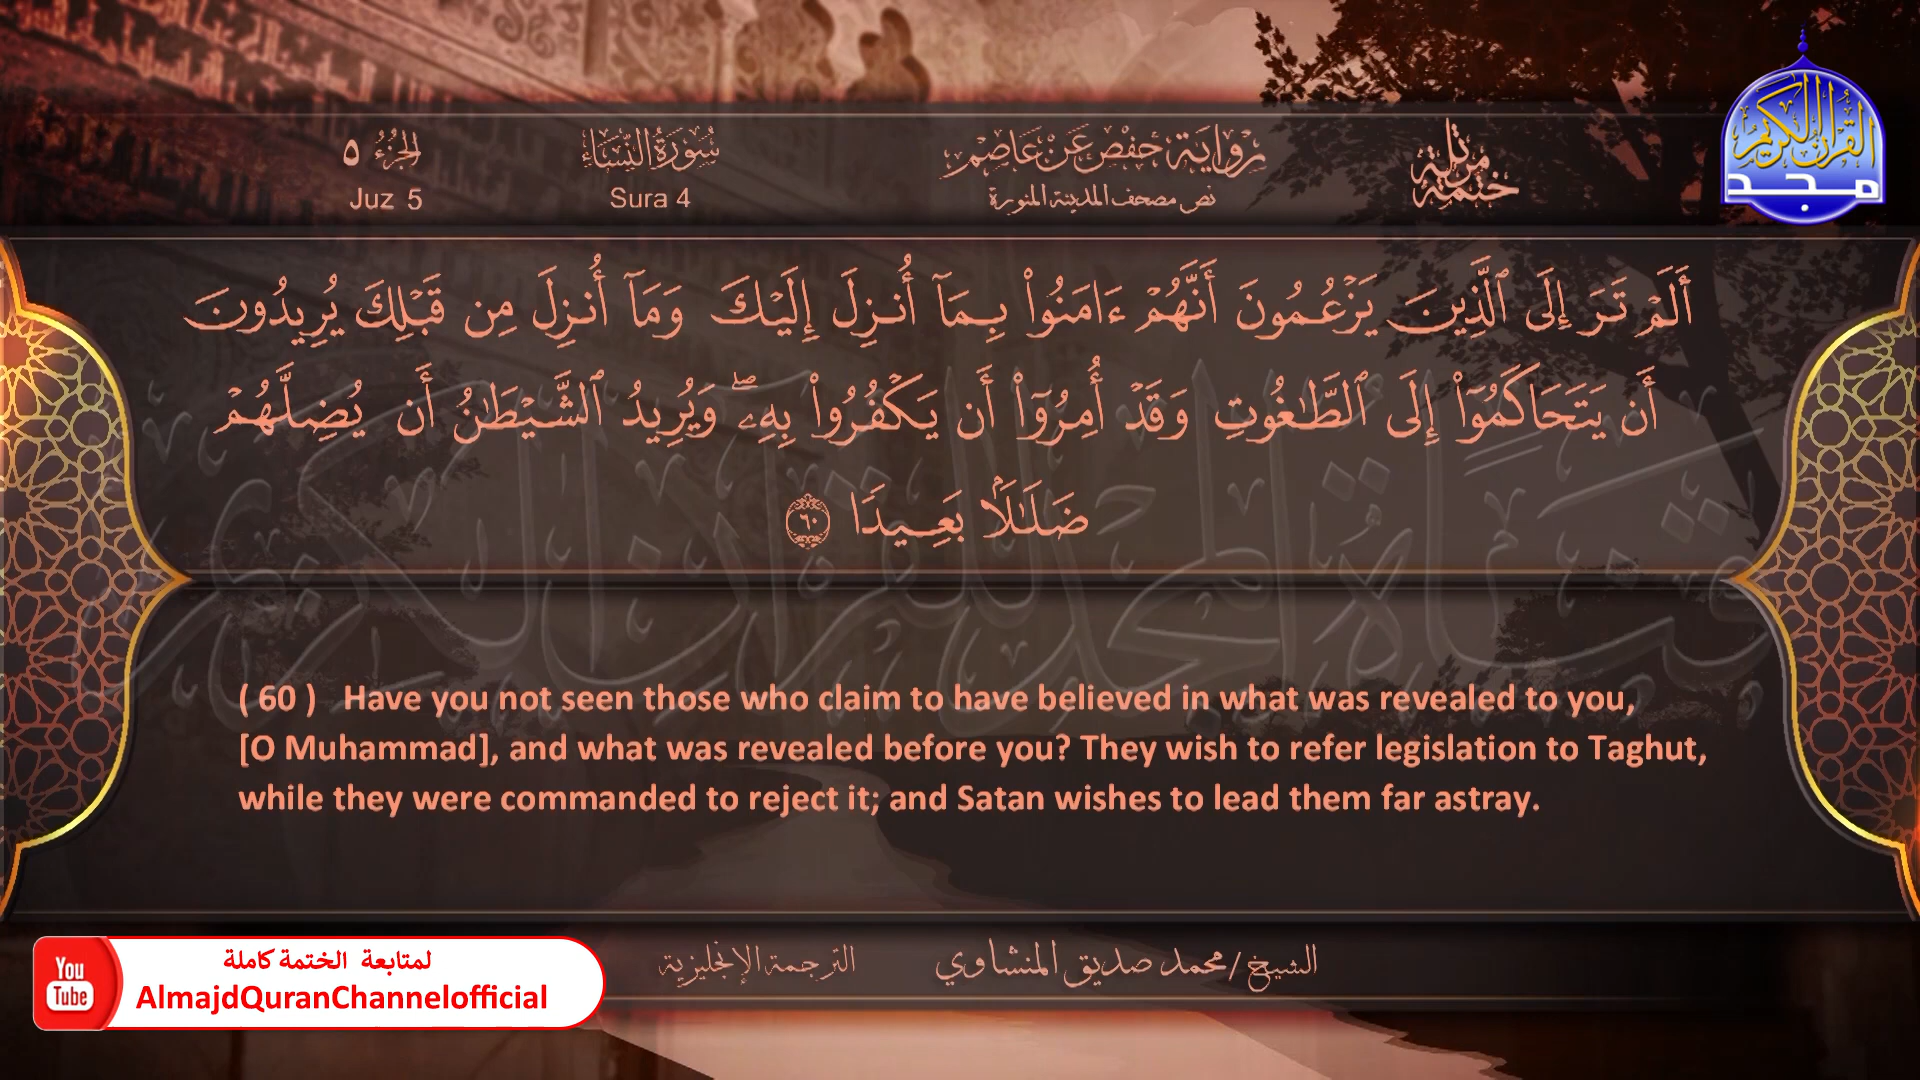 القرآن الكريم
مجد
ختمة مرتلة
رواية حفص عن عاصم
نص مصحف المدينة المنورة
سورة النساء
Sura 4
الجزء ٥
Juz 5
أَلَمْ تَرَ إِلَى ٱلَّذِينَ يَزْعُمُونَ أَنَّهُمْ ءَامَنُوا۟ بِمَآ أُنزِلَ إِلَيْكَ وَمَآ أُنزِلَ مِن قَبْلِكَ يُرِيدُونَ
أَن يَتَحَاكَمُوٓا۟ إِلَى ٱلطَّـٰغُوتِ وَقَدْ أُمِرُوٓا۟ أَن يَكْفُرُوا۟ بِهِۦۖ وَيُرِيدُ ٱلشَّيْطَـٰنُ أَن يُضِلَّهُمْ
ضَلَـٰلًۢا بَعِيدًا ٦٠
قناة المجد للقرآن الكريم
( 60 ) Have you not seen those who claim to have believed in what was revealed to you,
[O Muhammad], and what was revealed before you? They wish to refer legislation to Taghut,
while they were commanded to reject it; and Satan wishes to lead them far astray.
الشيخ / محمد صديق المنشاوي
الترجمة الإنجليزية
You
Tube
لمتابعة الختمة كاملة
AlmajdQuranChannelofficial